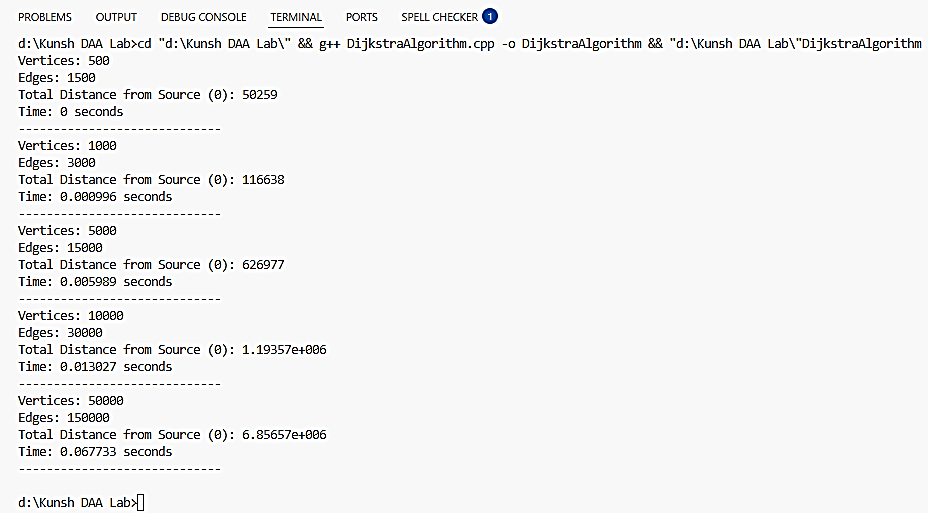 PROBLEMS OUTPUT DEBUG CONSOLE TERMINAL PORTS SPELL CHECKER 1
d:\Kunsh DAA Lab>cd "d:\Kunsh DAA Lab\" && g++ DijkstraAlgorithm.cpp -o DijkstraAlgorithm && "d:\Kunsh DAA Lab\"DijkstraAlgorithm
Vertices: 500
Edges: 1500
Total Distance from Source (0): 50259
Time: 0 seconds
-----------------------------
Vertices: 1000
Edges: 3000
Total Distance from Source (0): 116638
Time: 0.000996 seconds
-----------------------------
Vertices: 5000
Edges: 15000
Total Distance from Source (0): 626977
Time: 0.005989 seconds
-----------------------------
Vertices: 10000
Edges: 30000
Total Distance from Source (0): 1.19357e+006
Time: 0.013027 seconds
-----------------------------
Vertices: 50000
Edges: 150000
Total Distance from Source (0): 6.85657e+006
Time: 0.067733 seconds
-----------------------------
d:\Kunsh DAA Lab>